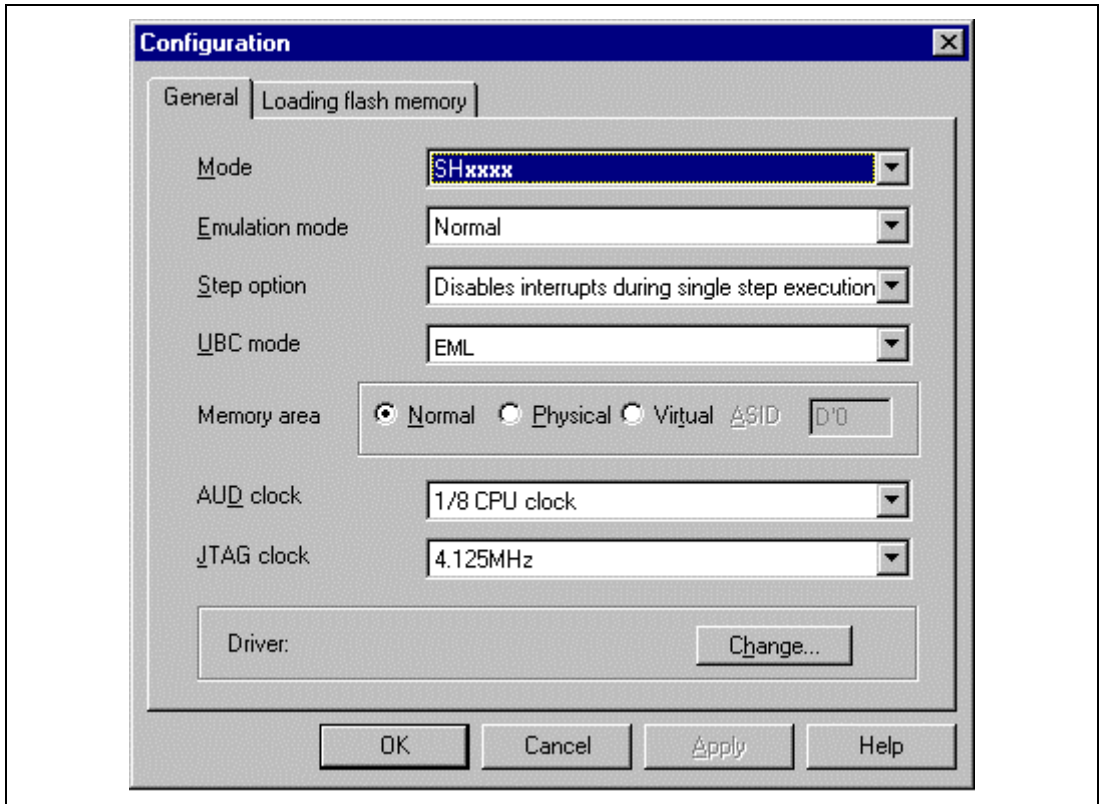 Configuration
General Loading flash memory
Mode SHxxxx
Emulation mode Normal
Step option Disables interrupts during single step execution
UBC mode EML
Memory area Normal Physical Virtual ASID D'0
AUD clock 1/8 CPU clock
JTAG clock 4.125MHz
Driver: Change...
OK Cancel Apply Help